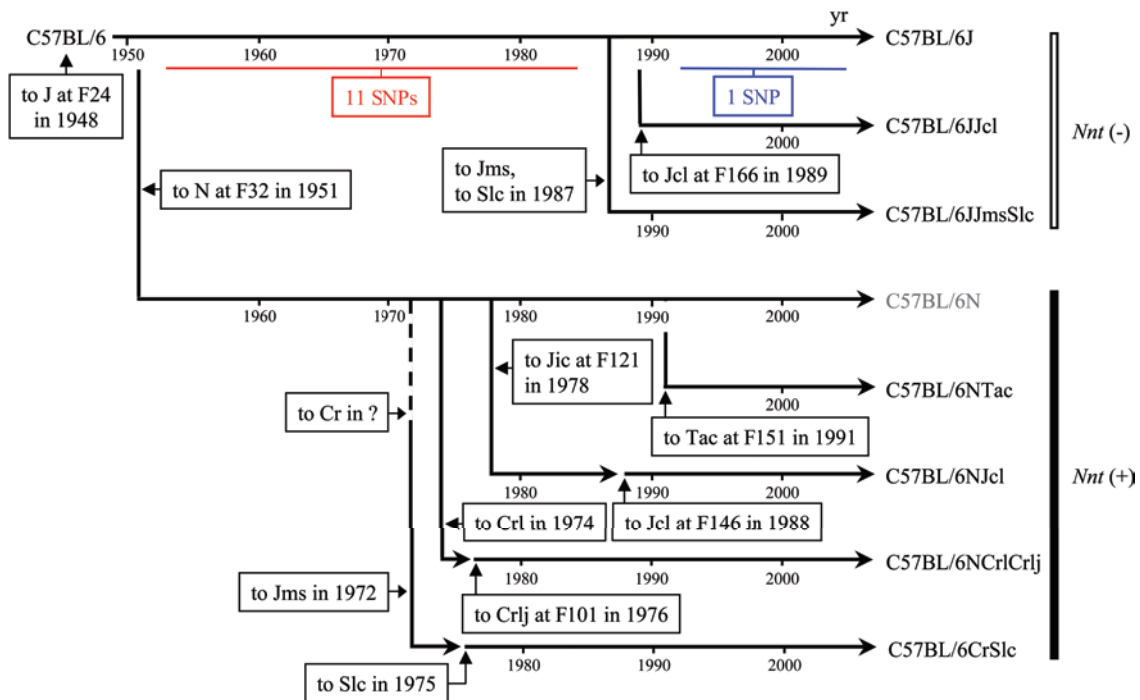 yr
C57BL/6
C57BL/6J
1950
1960
1970
1980
1990
2000
to J at F24
in 1948
11 SNPs
1 SNP
C57BL/6JJcl
2000
Nnt (-)
to N at F32 in 1951
to Jms,
to Slc in 1987
to Jcl at F166 in 1989
C57BL/6JJmsSlc
1990
2000
C57BL/6N
1960
1970
1980
1990
2000
to Jic at F121
in 1978
C57BL/6NTac
2000
to Cr in ?
to Tac at F151 in 1991
C57BL/6NJcl
Nnt (+)
1980
1990
2000
to Crl in 1974
to Jcl at F146 in 1988
C57BL/6NCrlCrlj
1980
1990
2000
to Jms in 1972
to Crlj at F101 in 1976
C57BL/6CrSlc
1980
1990
2000
to Slc in 1975